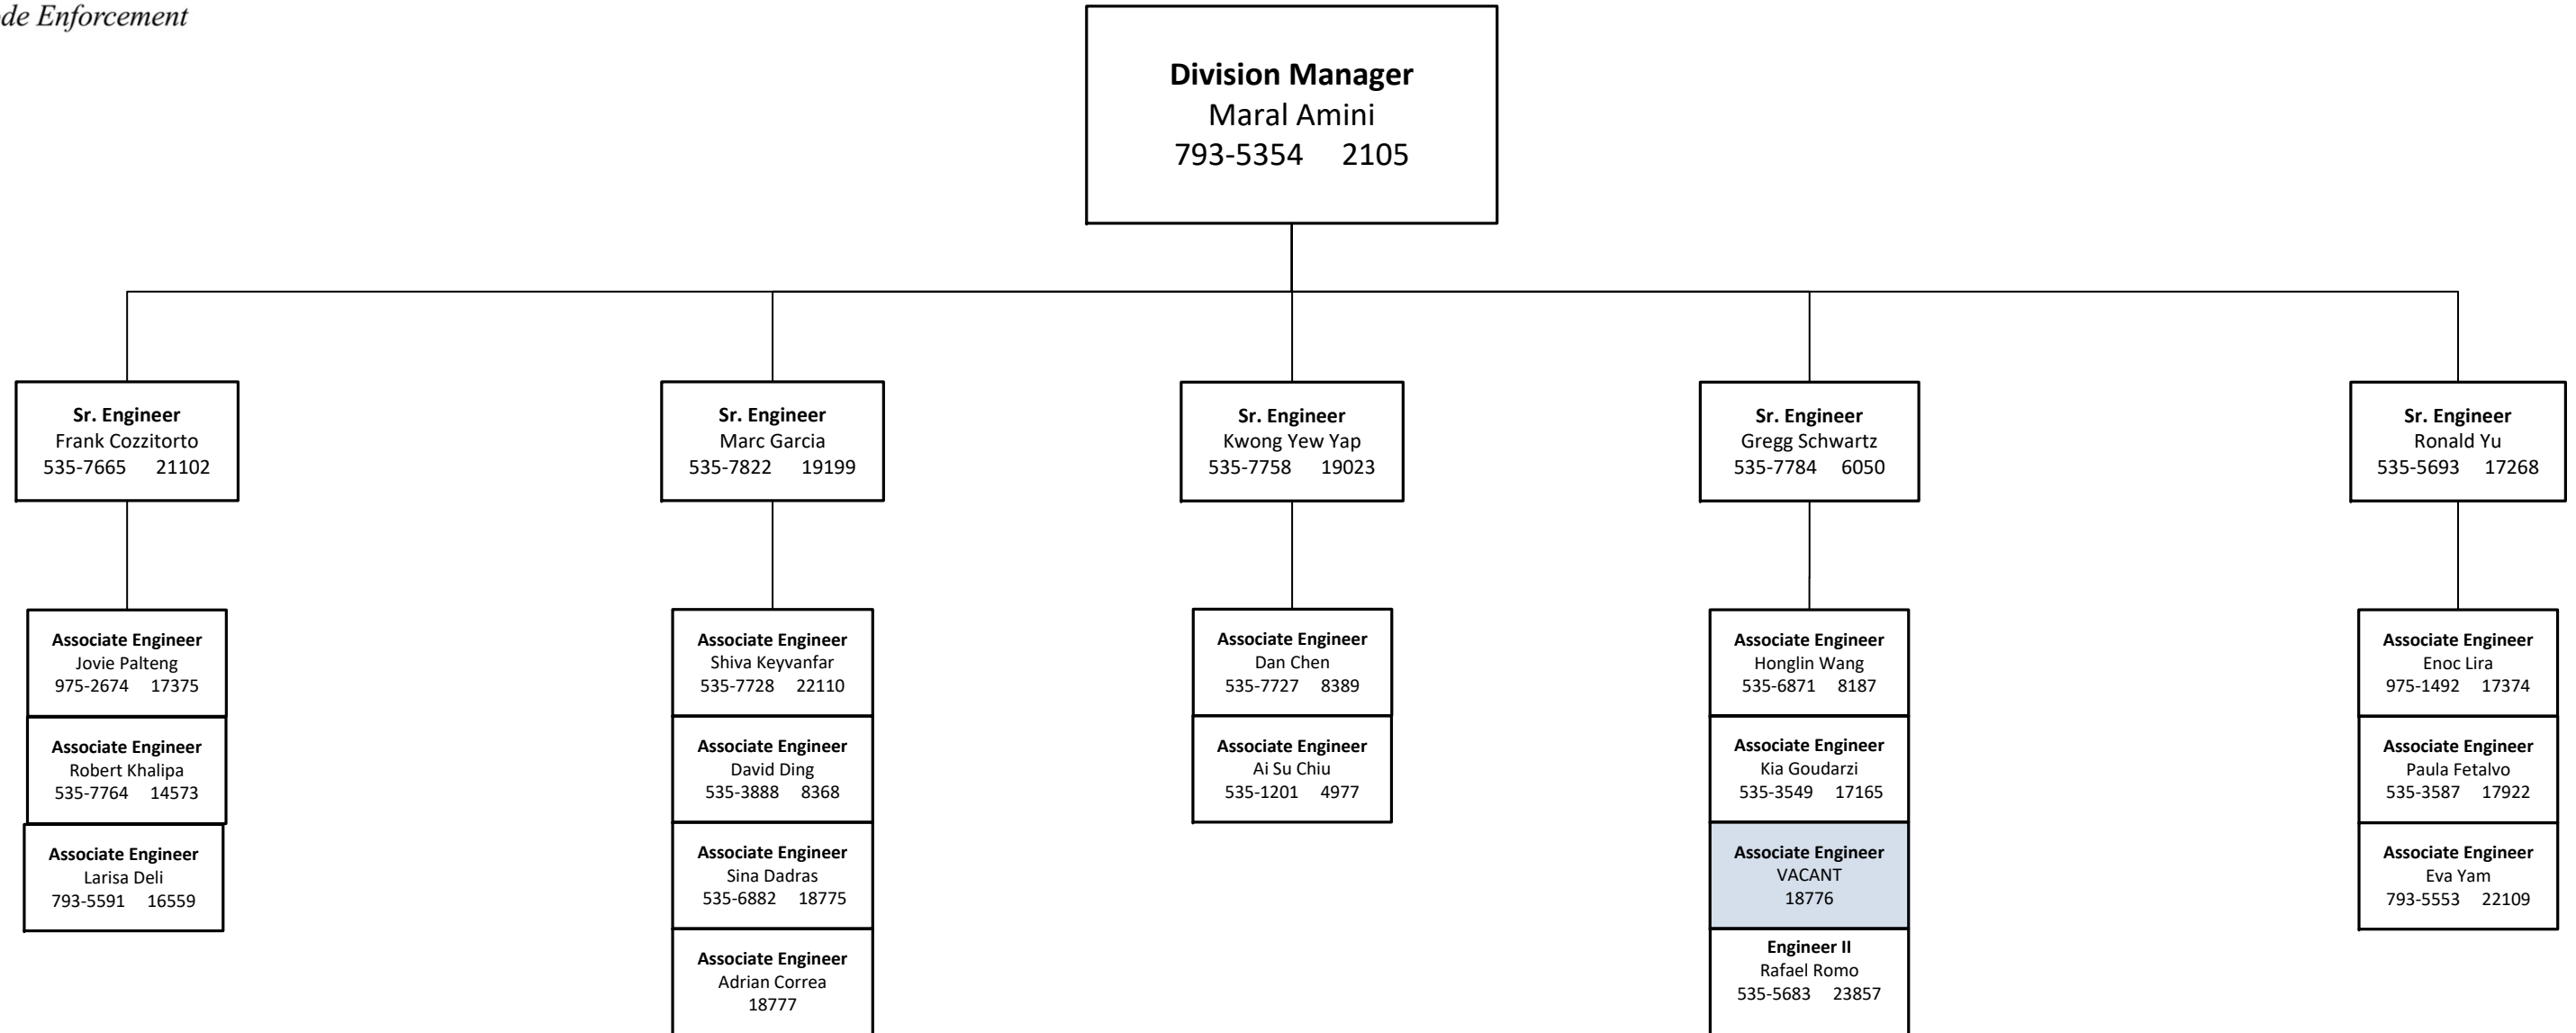 Enforcement
Division Manager
Maral Amini
793-5354 2105
Sr. Engineer
Frank Cozzitorto
535-7665 21102
Sr. Engineer
Marc Garcia
535-7822 19199
Sr. Engineer
Kwong Yew Yap
535-7758 19023
Sr. Engineer
Gregg Schwartz
535-7784 6050
Sr. Engineer
Ronald Yu
535-5693 17268
Associate Engineer
Jovie Palteng
975-2674 17375
Associate Engineer
Robert Khalipa
535-7764 14573
Associate Engineer
Larisa Deli
793-5591 16559
Associate Engineer
Shiva Keyvanfar
535-7728 22110
Associate Engineer
David Ding
535-3888 8368
Associate Engineer
Sina Dadras
535-6882 18775
Associate Engineer
Adrian Correa
18777
Associate Engineer
Dan Chen
535-7727 8389
Associate Engineer
Ai Su Chiu
535-1201 4977
Associate Engineer
Honglin Wang
535-6871 8187
Associate Engineer
Kia Goudarzi
535-3549 17165
Associate Engineer
VACANT
18776
Engineer II
Rafael Romo
535-5683 23857
Associate Engineer
Enoc Lira
975-1492 17374
Associate Engineer
Paula Fetalvo
535-3587 17922
Associate Engineer
Eva Yam
793-5553 22109